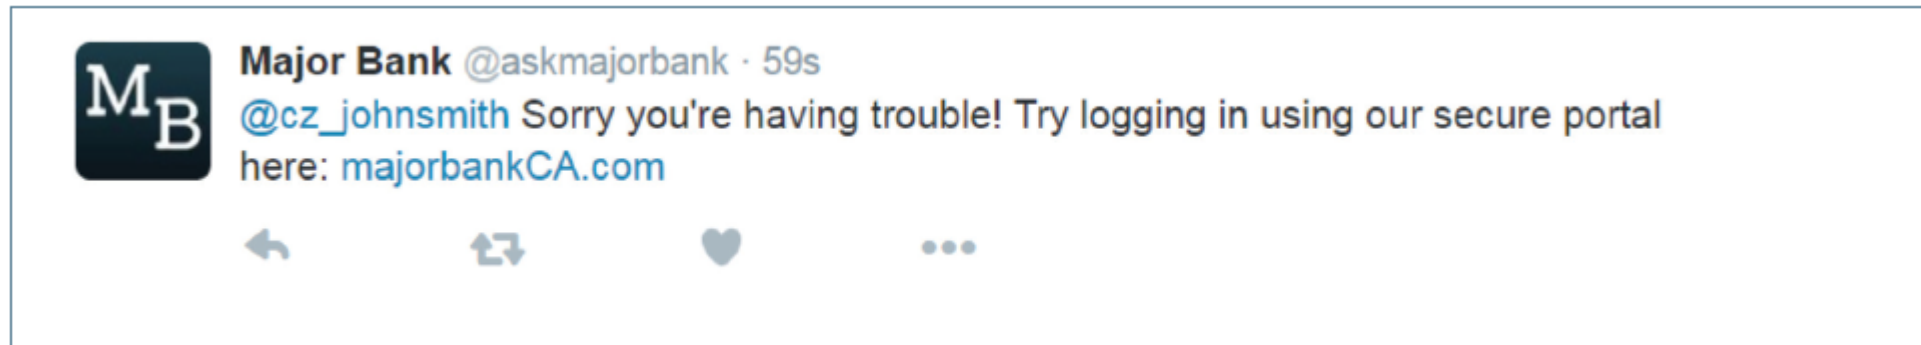 MB
Major Bank @askmajorbank · 59s
@cz_johnsmith Sorry you're having trouble! Try logging in using our secure portal
here: majorbankCA.com